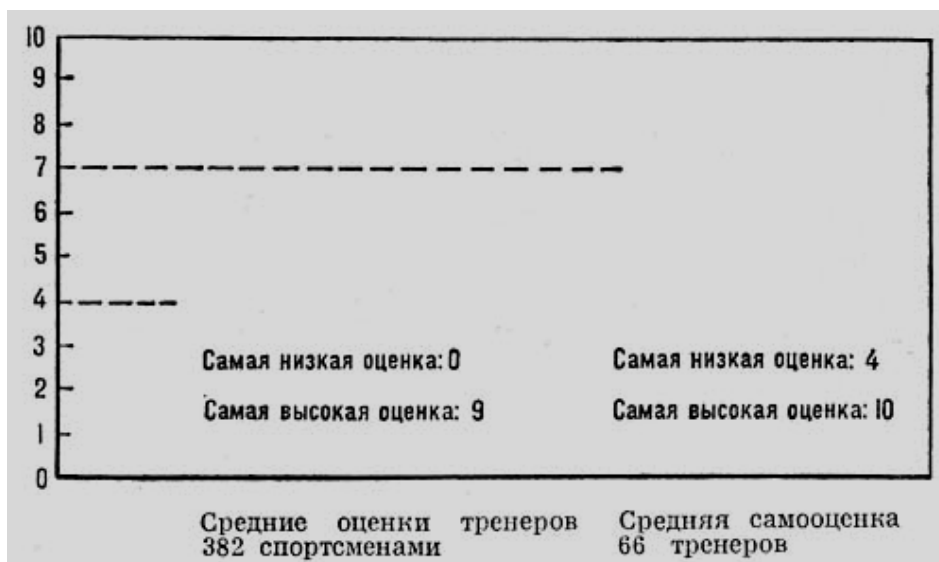 10
9
8
7
6
5
4
3
2
1
0
Самая низкая оценка: 0
Самая высокая оценка: 9
Самая низкая оценка: 4
Самая высокая оценка: 10
Средние оценки тренеров
382 спортсменами
Средняя самооценка
66 тренеров